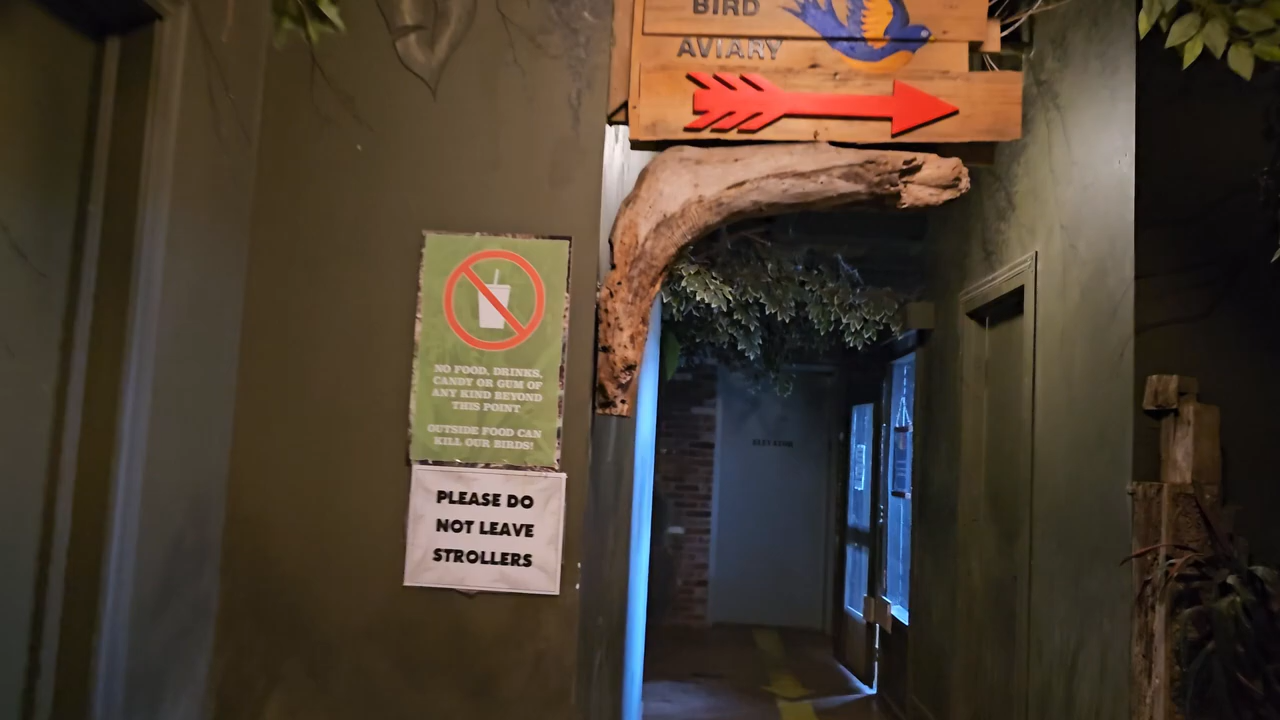 BIRD
AVIARY
NO FOOD, DRINKS,
CANDY OR GUM OF
ANY KIND BEYOND
THIS POINT
OUTSIDE FOOD CAN
KILL OUR BIRDS!
PLEASE DO
NOT LEAVE
STROLLERS